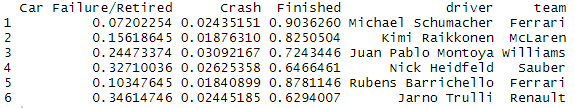 Car Failure/Retired Crash Finished driver team
1 0.07202254 0.02435151 0.9036260 Michael Schumacher Ferrari
2 0.15618645 0.01876310 0.8250504 Kimi Raikkonen McLaren
3 0.24473374 0.03092167 0.7243446 Juan Pablo Montoya Williams
4 0.32710036 0.02625358 0.6466461 Nick Heidfeld Sauber
5 0.10347645 0.01840899 0.8781146 Rubens Barrichello Ferrari
6 0.34614746 0.02445185 0.6294007 Jarno Trulli Renault